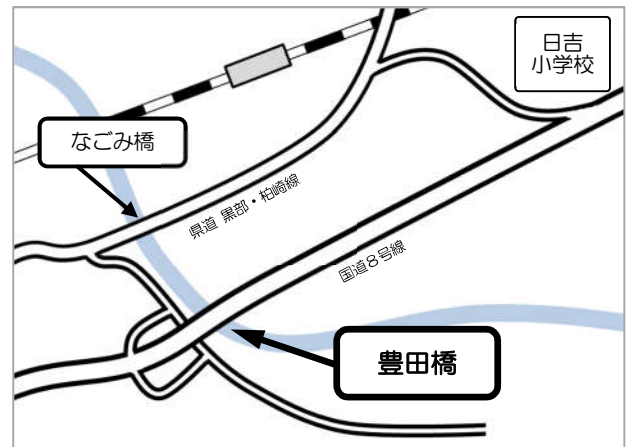 日吉
小学校
なごみ橋
県道 黒部・柏崎線
国道8号線
豊田橋